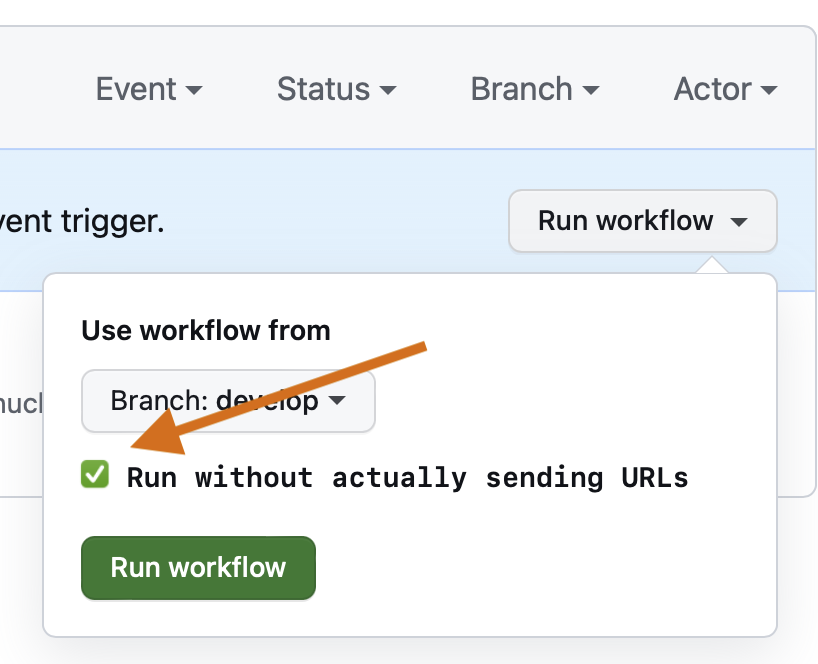 Event
Status
Branch
Actor
vent trigger.
Run workflow
Use workflow from
Branch: develop
Run without actually sending URLs
Run workflow